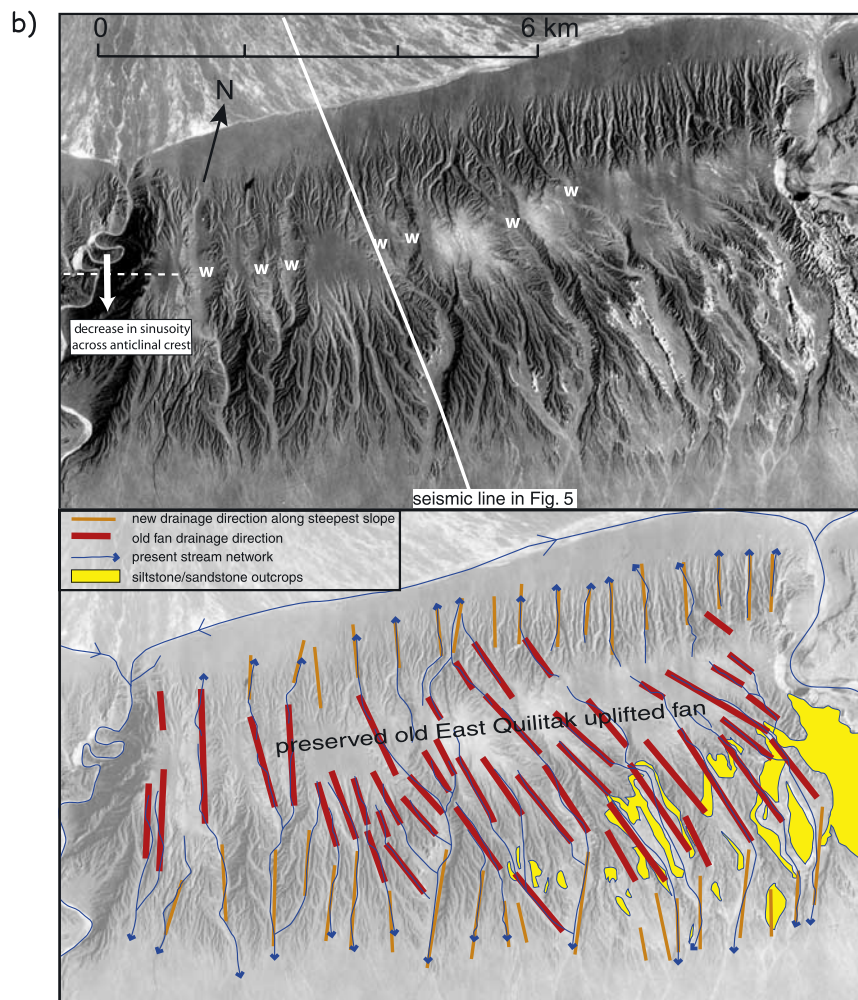 b)
0 6 km
N
w
w
w
w
w
w
w
w
decrease in sinusoity
across anticlinal crest
seismic line in Fig. 5
new drainage direction along steepest slope
old fan drainage direction
present stream network
siltstone/sandstone outcrops
preserved old East Quilitak uplifted fan